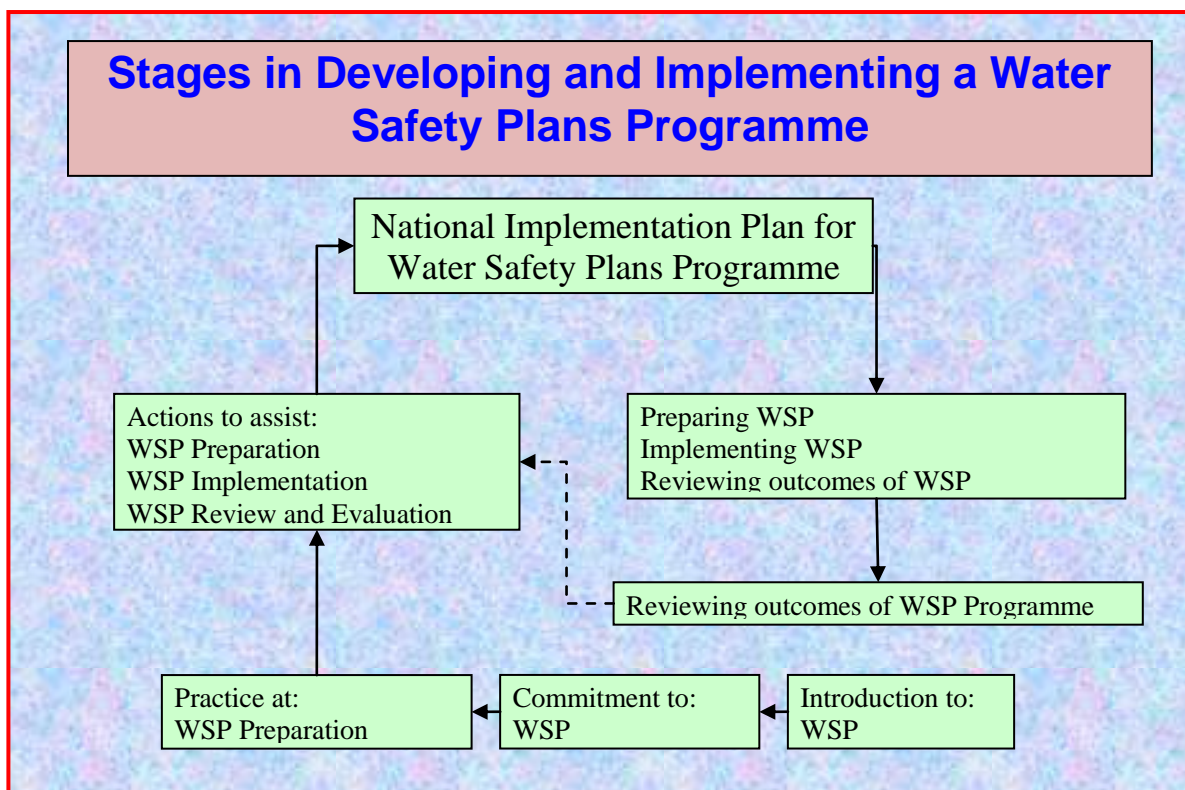 Stages in Developing and Implementing a Water
Safety Plans Programme
National Implementation Plan for
Water Safety Plans Programme
Actions to assist:
WSP Preparation
WSP Implementation
WSP Review and Evaluation
Preparing WSP
Implementing WSP
Reviewing outcomes of WSP
Reviewing outcomes of WSP Programme
Practice at:
WSP Preparation
Commitment to:
WSP
Introduction to:
WSP